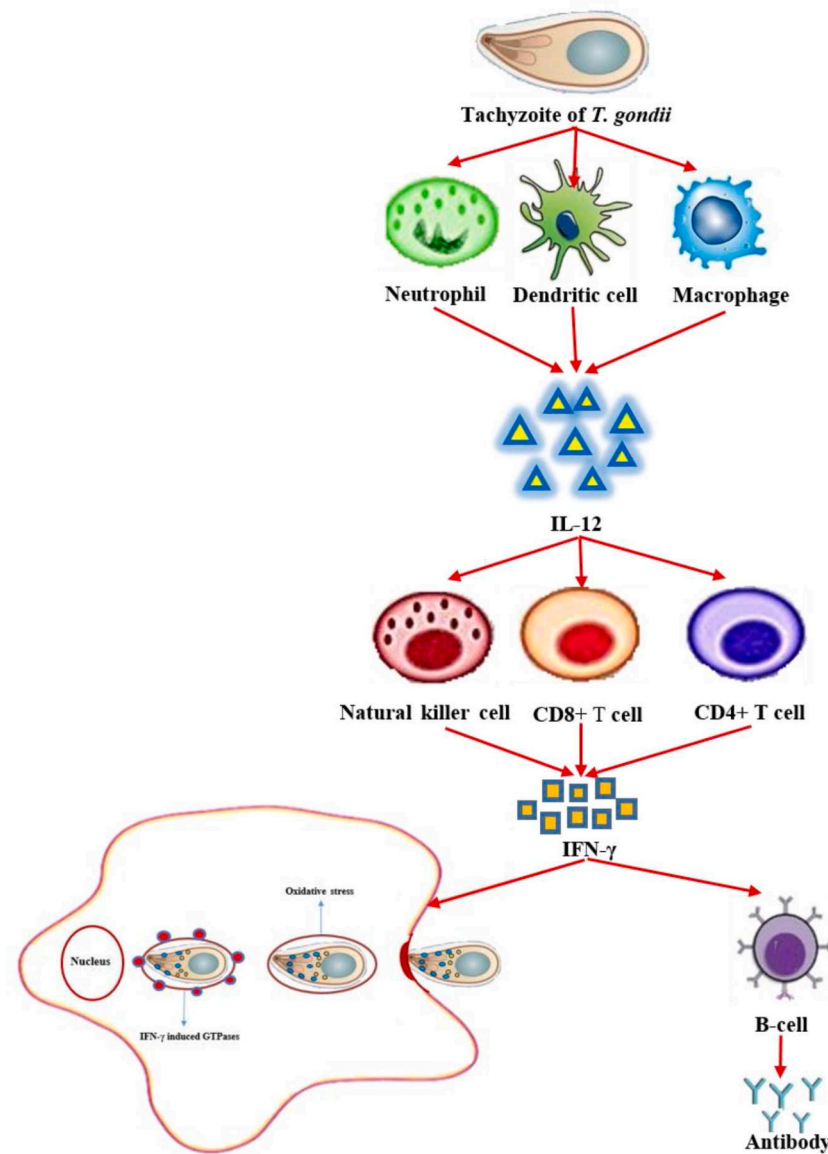 Tachyzoite of T. gondii
Neutrophil
Dendritic cell
Macrophage
IL-12
Natural killer cell
CD8+ T cell
CD4+ T cell
IFN-γ
Oxidative stress
Nucleus
IFN-γ induced GTPases
B-cell
Antibody